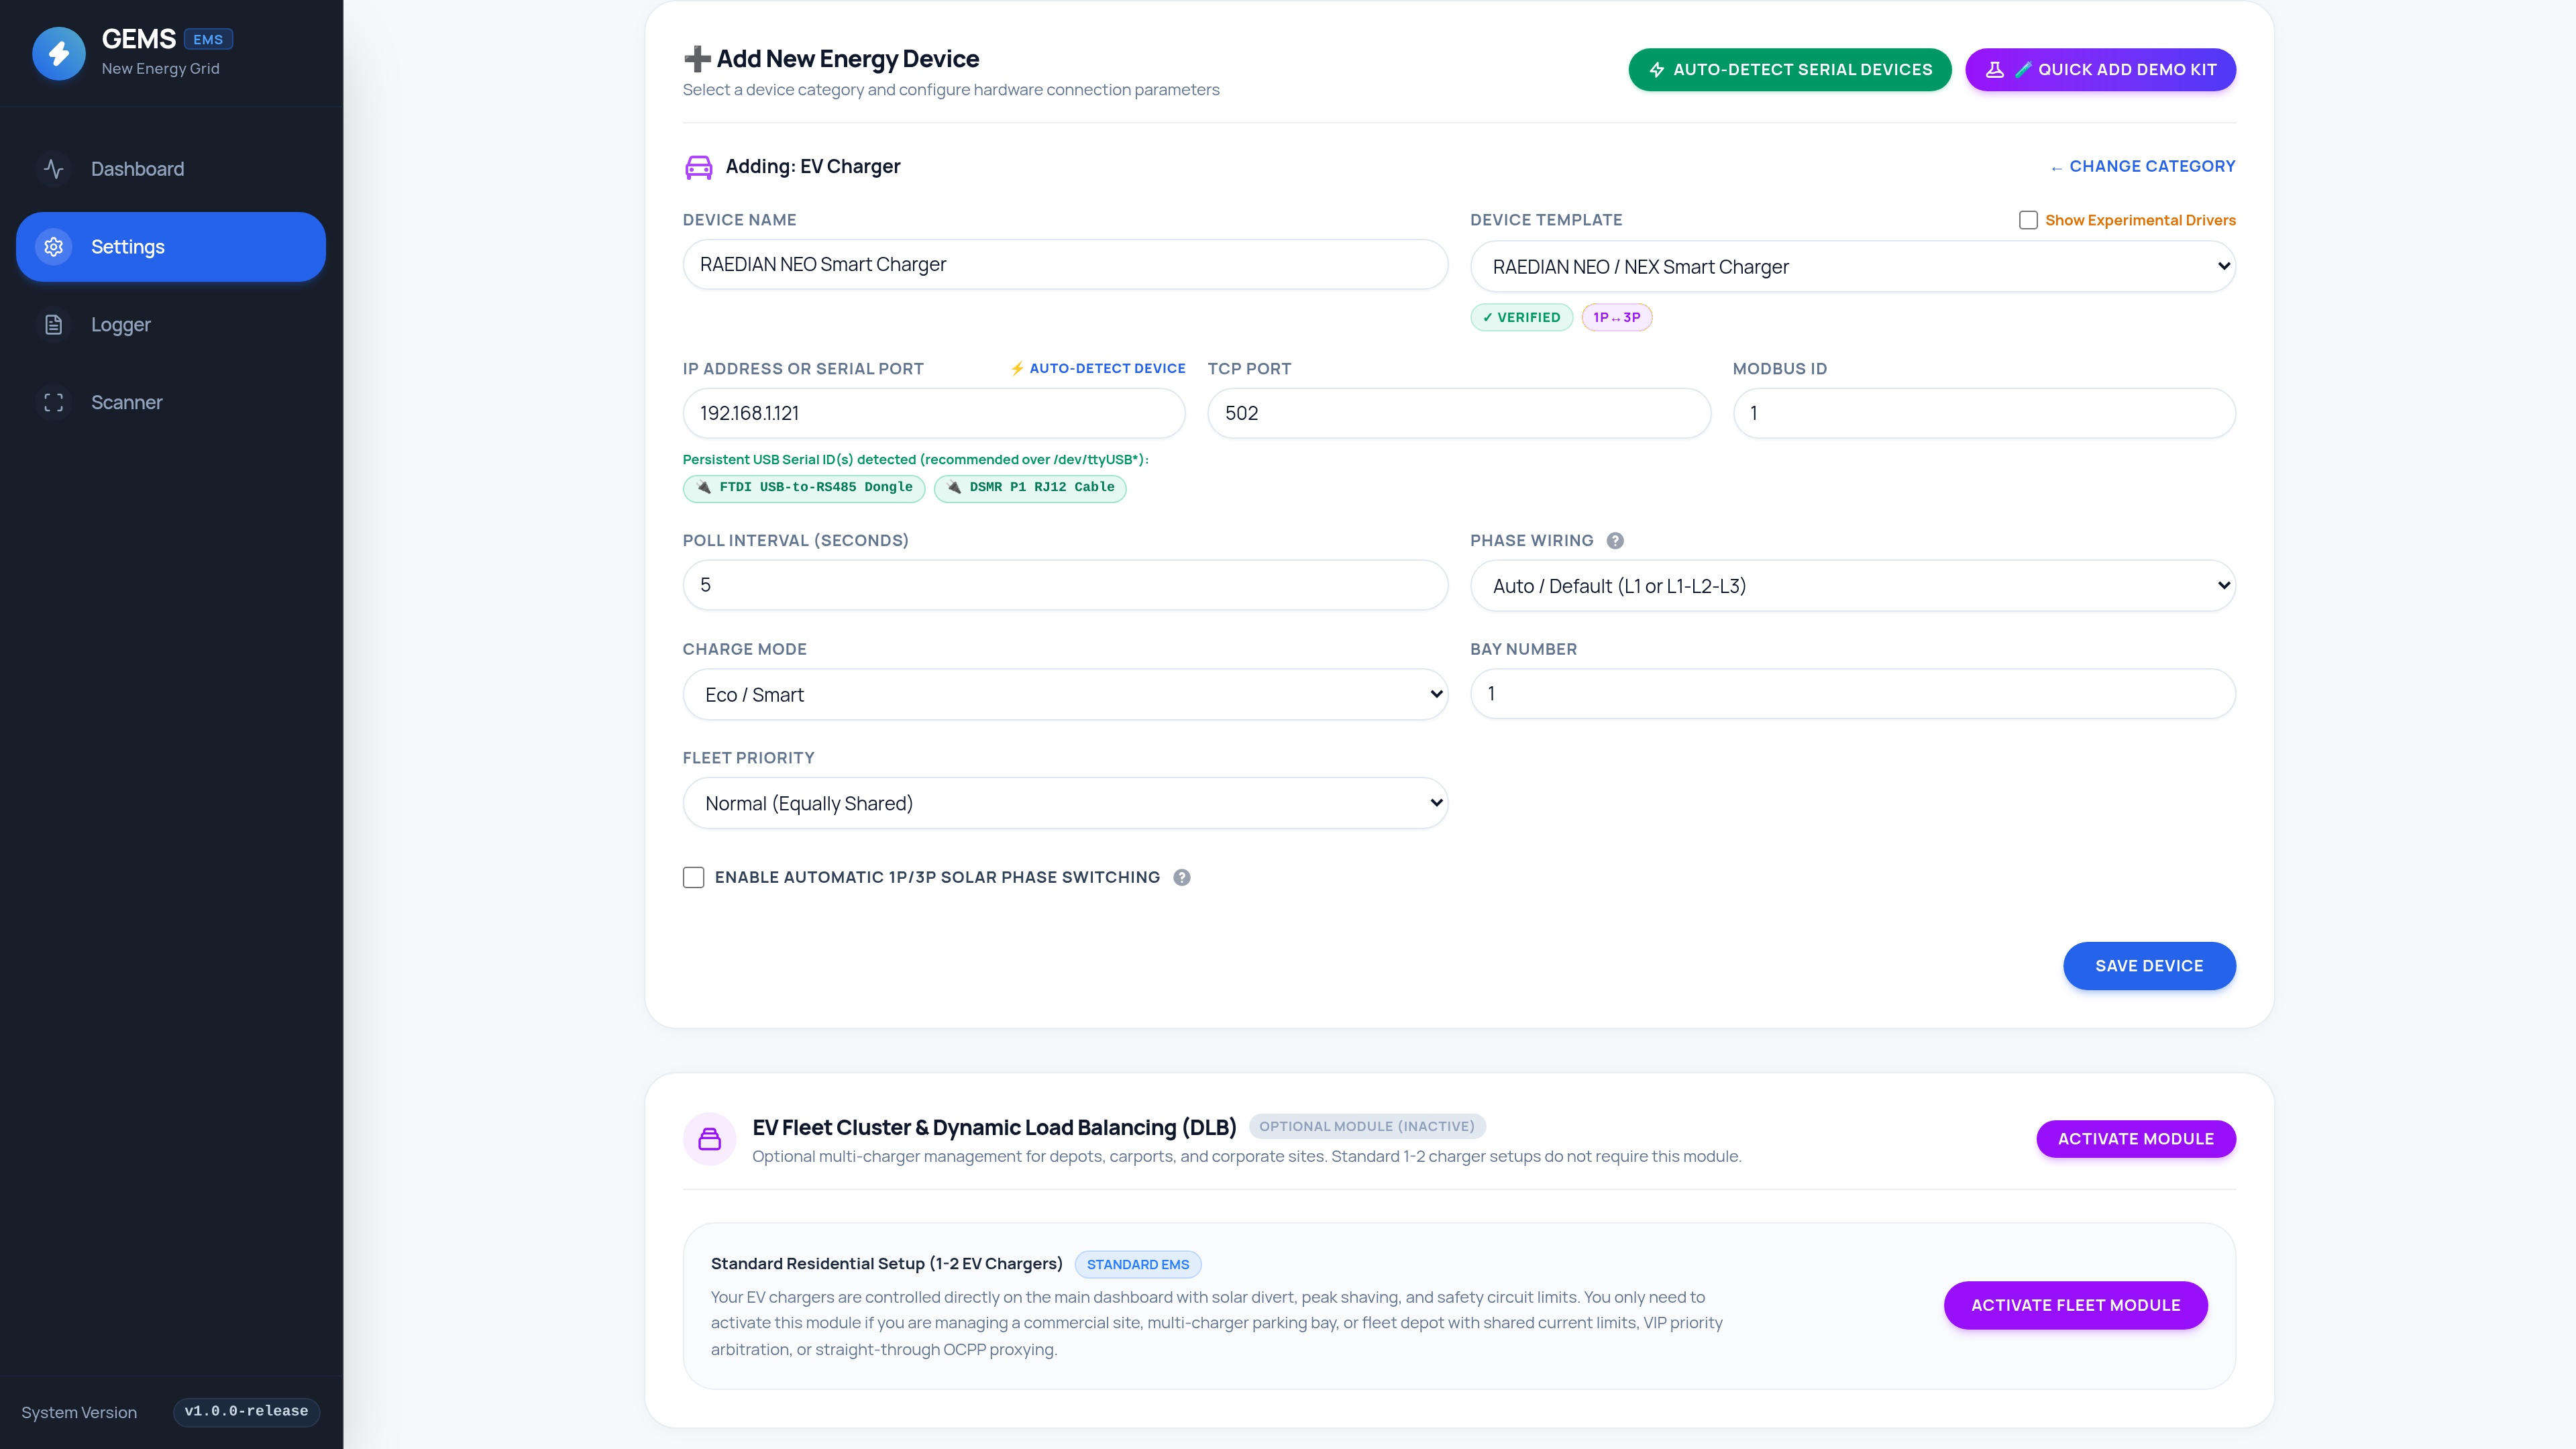 GEMS EMS
New Energy Grid
Dashboard
Settings
Logger
Scanner
System Version v1.0.0-release
➕ Add New Energy Device
Select a device category and configure hardware connection parameters
AUTO-DETECT SERIAL DEVICES
🧪 QUICK ADD DEMO KIT
Adding: EV Charger
← CHANGE CATEGORY
DEVICE NAME
RAEDIAN NEO Smart Charger
DEVICE TEMPLATE
Show Experimental Drivers
RAEDIAN NEO / NEX Smart Charger
✓ VERIFIED
1P↔3P
IP ADDRESS OR SERIAL PORT
⚡ AUTO-DETECT DEVICE
192.168.1.121
TCP PORT
502
MODBUS ID
1
Persistent USB Serial ID(s) detected (recommended over /dev/ttyUSB*):
🔌 FTDI USB-to-RS485 Dongle
🔌 DSMR P1 RJ12 Cable
POLL INTERVAL (SECONDS)
5
PHASE WIRING ?
Auto / Default (L1 or L1-L2-L3)
CHARGE MODE
Eco / Smart
BAY NUMBER
1
FLEET PRIORITY
Normal (Equally Shared)
ENABLE AUTOMATIC 1P/3P SOLAR PHASE SWITCHING ?
SAVE DEVICE
EV Fleet Cluster & Dynamic Load Balancing (DLB) OPTIONAL MODULE (INACTIVE)
Optional multi-charger management for depots, carports, and corporate sites. Standard 1-2 charger setups do not require this module.
ACTIVATE MODULE
Standard Residential Setup (1-2 EV Chargers) STANDARD EMS
Your EV chargers are controlled directly on the main dashboard with solar divert, peak shaving, and safety circuit limits. You only need to
activate this module if you are managing a commercial site, multi-charger parking bay, or fleet depot with shared current limits, VIP priority
arbitration, or straight-through OCPP proxying.
ACTIVATE FLEET MODULE